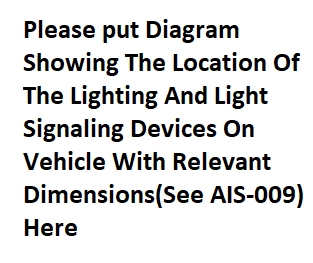 Please put Diagram
Showing The Location Of
The Lighting And Light
Signaling Devices On
Vehicle With Relevant
Dimensions(See AIS-009)
Here